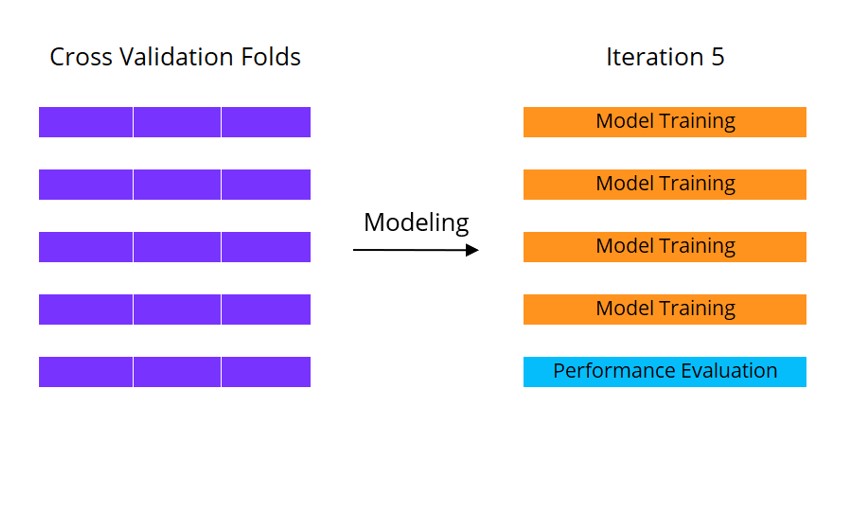 Cross Validation Folds
Iteration 5
Model Training
Model Training
Modeling
Model Training
Model Training
Performance Evaluation